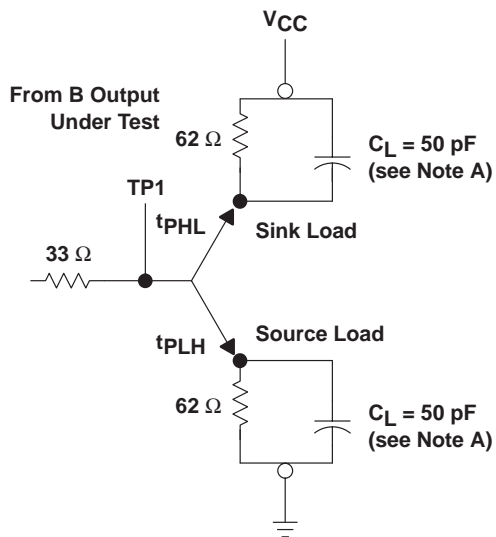 VCC
From B Output
Under Test
62 Ω
CL = 50 pF
(see Note A)
TP1
tPHL
Sink Load
33 Ω
tPLH
Source Load
62 Ω
CL = 50 pF
(see Note A)